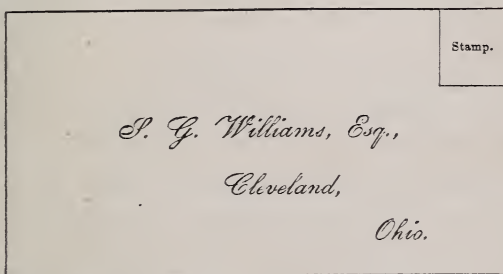 Stamp.
S. G. Williams, Esq.,
Cleveland,
Ohio.